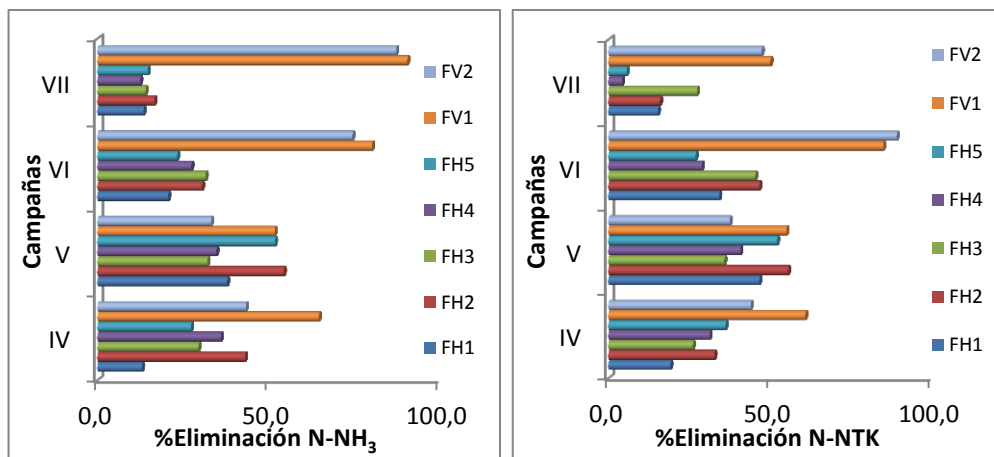 Campañas
VII
VI
V
IV
0,0
50,0
100,0
%Eliminación N-NH₃
FV2
FV1
FH5
FH4
FH3
FH2
FH1
Campañas
VII
VI
V
IV
0,0
50,0
100,0
%Eliminación N-NTK
FV2
FV1
FH5
FH4
FH3
FH2
FH1